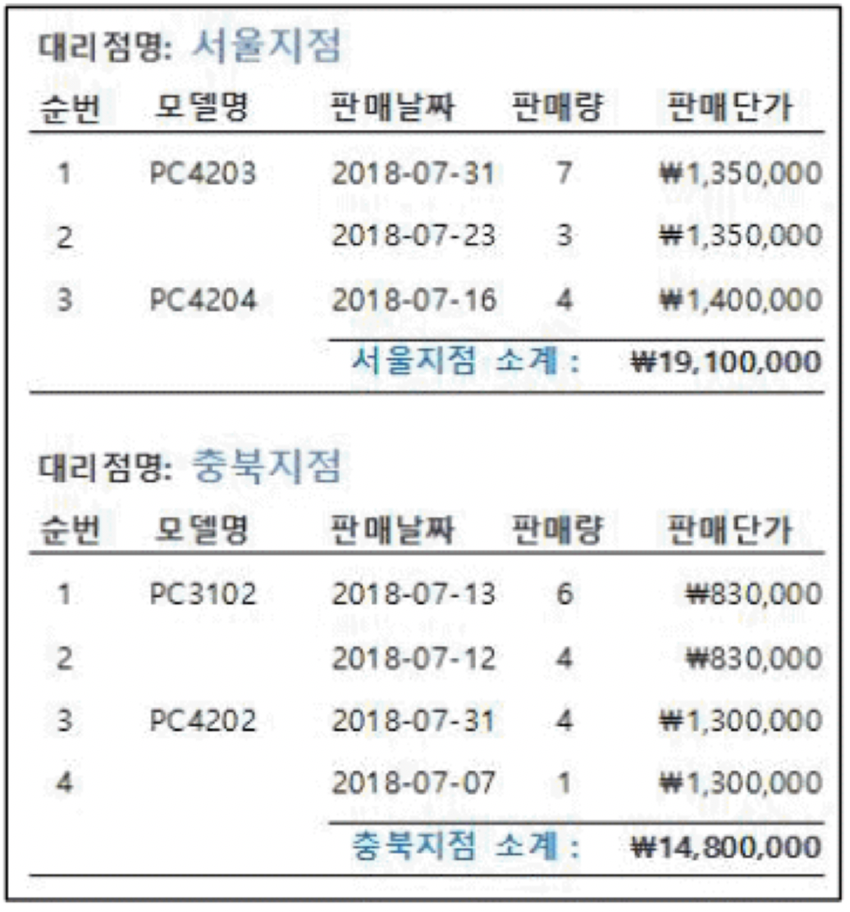 대리점명: 서울지점
순번 모델명 판매날짜 판매량 판매단가
1 PC4203 2018-07-31 7 ₩1,350,000
2 2018-07-23 3 ₩1,350,000
3 PC4204 2018-07-16 4 ₩1,400,000
서울지점 소계 : ₩19,100,000
대리점명: 충북지점
순번 모델명 판매날짜 판매량 판매단가
1 PC3102 2018-07-13 6 ₩830,000
2 2018-07-12 4 ₩830,000
3 PC4202 2018-07-31 4 ₩1,300,000
4 2018-07-07 1 ₩1,300,000
충북지점 소계 : ₩14,800,000